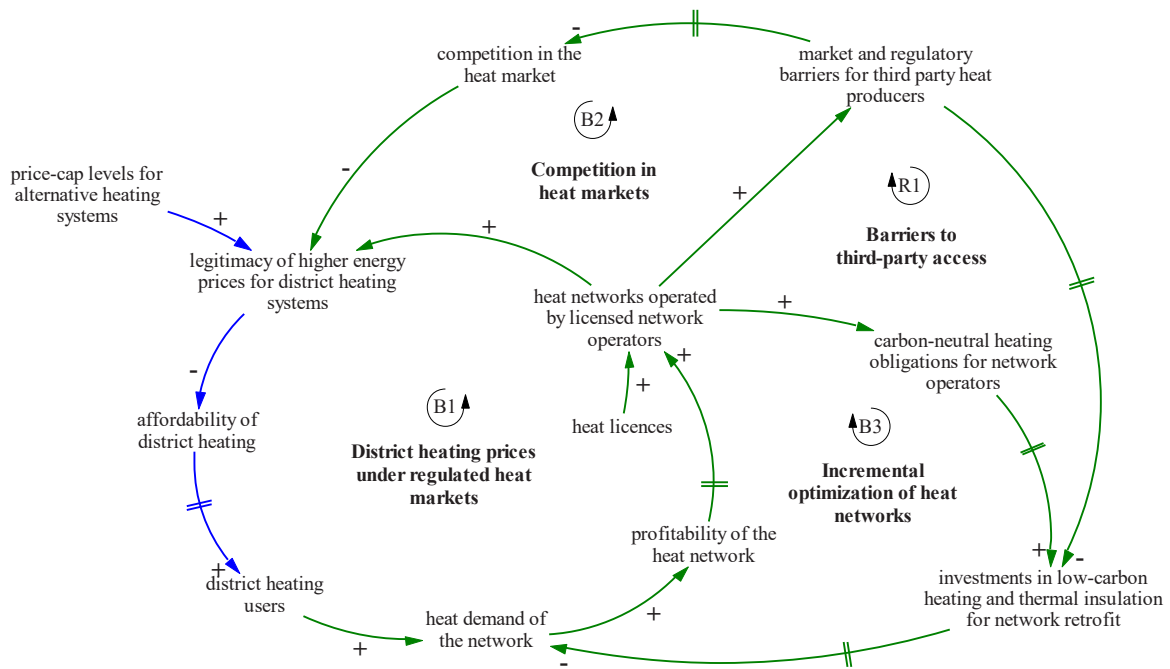 competition in the
heat market
-
market and regulatory
barriers for third party heat
producers
B2
Competition in
heat markets
-
+
R1
Barriers to
third-party access
price-cap levels for
alternative heating
systems
+
legitimacy of higher energy
prices for district heating
systems
+
heat networks operated
by licensed network
operators
+
carbon-neutral heating
obligations for network
operators
+
+
heat licences
-
affordability of
district heating
B1
District heating prices
under regulated heat
markets
B3
Incremental
optimization of heat
networks
profitability of the
heat network
+
district heating
users
+
heat demand of
the network
+
-
+
-
investments in low-carbon
heating and thermal insulation
for network retrofit